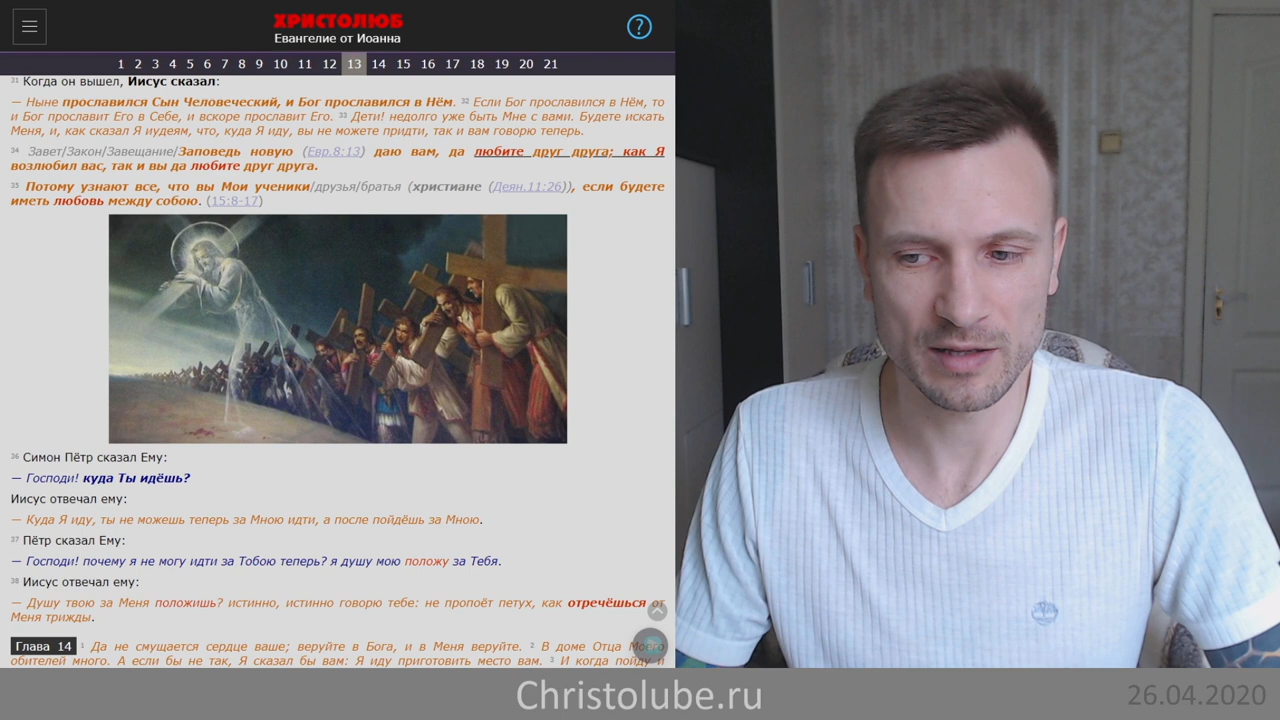 ХРИСТОЛЮБ
Евангелие от Иоанна
1 2 3 4 5 6 7 8 9 10 11 12 13 14 15 16 17 18 19 20 21
31 Когда он вышел, Иисус сказал:
— Ныне прославился Сын Человеческий, и Бог прославился в Нём. 32 Если Бог прославился в Нём, то
и Бог прославит Его в Себе, и вскоре прославит Его. 33 Дети! недолго уже быть Мне с вами. Будете искать
Меня, и, как сказал Я иудеям, что, куда Я иду, вы не можете придти, так и вам говорю теперь.
34 Завет/Закон/Завещание/Заповедь новую (Евр.8:13) даю вам, да любите друг друга; как Я
возлюбил вас, так и вы да любите друг друга.
35 Потому узнают все, что вы Мои ученики/друзья/братья (христиане (Деян.11:26)), если будете
иметь любовь между собою. (15:8-17)
36 Симон Пётр сказал Ему:
— Господи! куда Ты идёшь?
Иисус отвечал ему:
— Куда Я иду, ты не можешь теперь за Мною идти, а после пойдёшь за Мною.
37 Пётр сказал Ему:
— Господи! почему я не могу идти за Тобою теперь? я душу мою положу за Тебя.
38 Иисус отвечал ему:
— Душу твою за Меня положишь? истинно, истинно говорю тебе: не пропоёт петух, как отречёшься от
Меня трижды.
Глава 14 1 Да не смущается сердце ваше; веруйте в Бога, и в Меня веруйте. 2 В доме Отца Моего
обителей много. А если бы не так, Я сказал бы вам: Я иду приготовить место вам. 3 И когда пойду и
Christolube.ru
26.04.2020